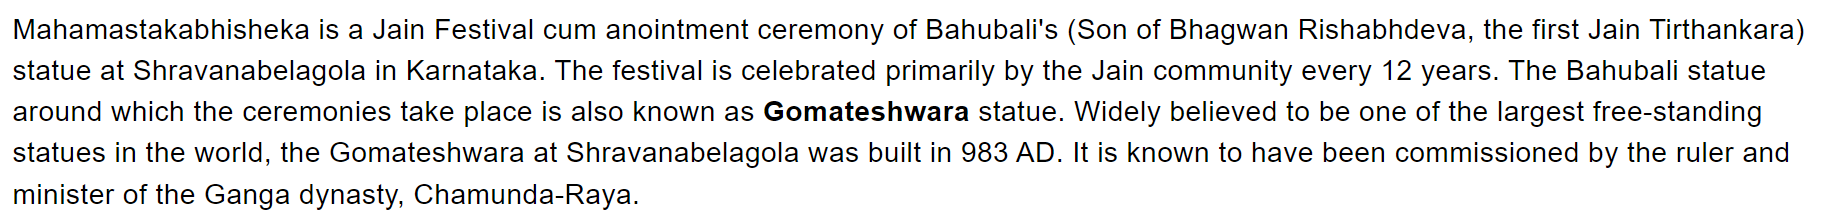 Mahamastakabhisheka is a Jain Festival cum anointment ceremony of Bahubali's (Son of Bhagwan Rishabhdeva, the first Jain Tirthankara)
statue at Shravanabelagola in Karnataka. The festival is celebrated primarily by the Jain community every 12 years. The Bahubali statue
around which the ceremonies take place is also known as Gomateshwara statue. Widely believed to be one of the largest free-standing
statues in the world, the Gomateshwara at Shravanabelagola was built in 983 AD. It is known to have been commissioned by the ruler and
minister of the Ganga dynasty, Chamunda-Raya.